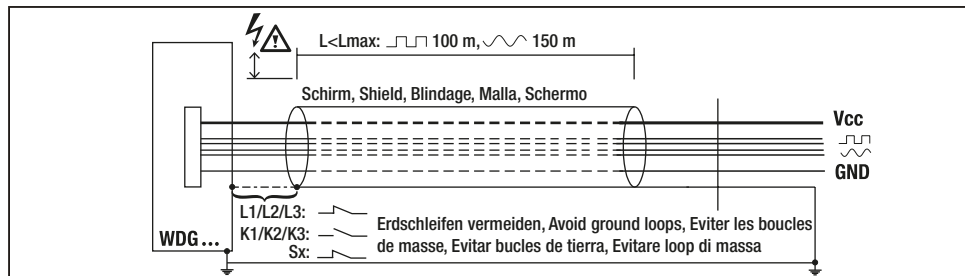 L<Lmax: 100 m, 150 m
Schirm, Shield, Blindage, Malla, Schermo
Vcc
GND
L1/L2/L3:
K1/K2/K3:
Sx:
Erdschleifen vermeiden, Avoid ground loops, Eviter les boucles
de masse, Evitar bucles de tierra, Evitare loop di massa
WDG...